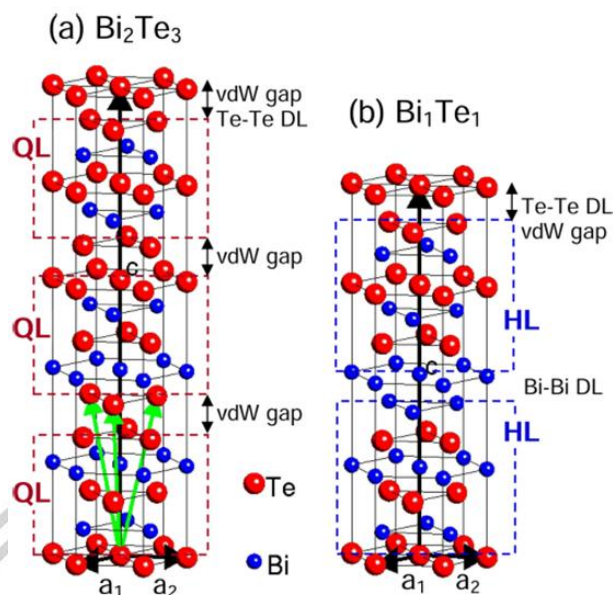 (a) Bi₂Te₃
vdW gap
Te-Te DL
QL
vdW gap
c
QL
vdW gap
QL
Te
Bi
a₁ a₂
(b) Bi₁Te₁
Te-Te DL
vdW gap
HL
c
Bi-Bi DL
HL
a₁ a₂